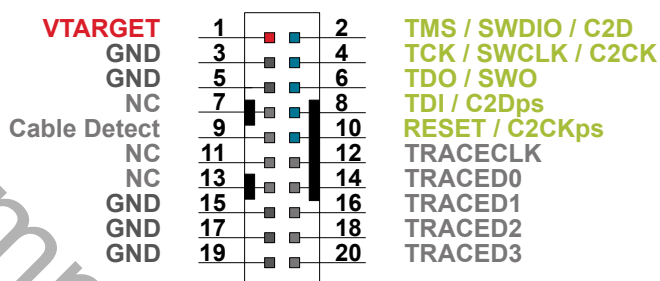 VTARGET 1 2 TMS / SWDIO / C2D
GND 3 4 TCK / SWCLK / C2CK
GND 5 6 TDO / SWO
NC 7 8 TDI / C2Dps
Cable Detect 9 10 RESET / C2CKps
NC 11 12 TRACECLK
NC 13 14 TRACED0
GND 15 16 TRACED1
GND 17 18 TRACED2
GND 19 20 TRACED3